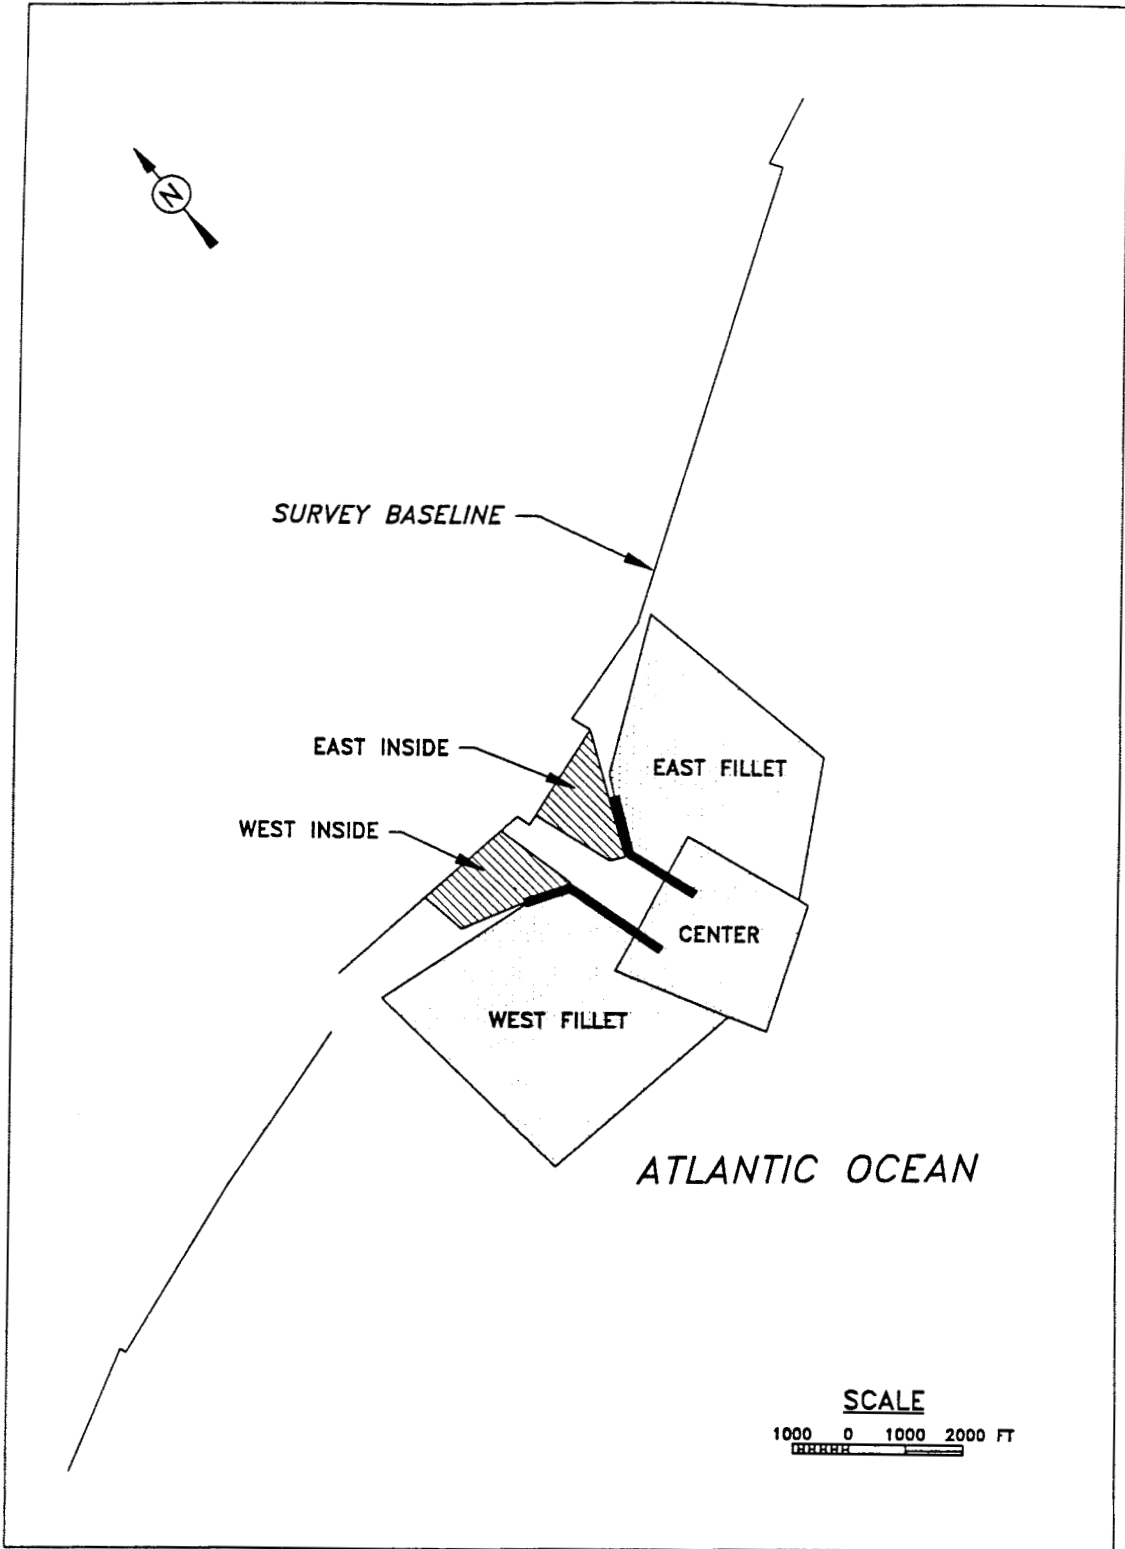 N
SURVEY BASELINE
EAST INSIDE
EAST FILLET
WEST INSIDE
CENTER
WEST FILLET
ATLANTIC OCEAN
SCALE
1000 0 1000 2000 FT